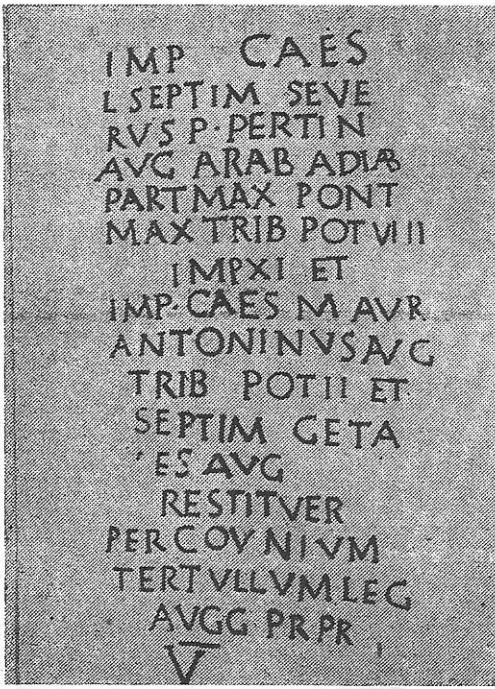 IMP CAES
L SEPTIM SEVE
RVS P·PERTIN
AVG ARAB ADIAB
PART MAX PONT
MAX TRIB POT VIIII
IMP XI ET
IMP·CAES M AVR
ANTONINVS AVG
TRIB POT II ET
SEPTIM GETA
ES AVG
RESTITVER
PER COVNIVM
TERTVLLVM LEG
AVGG PR PR
V